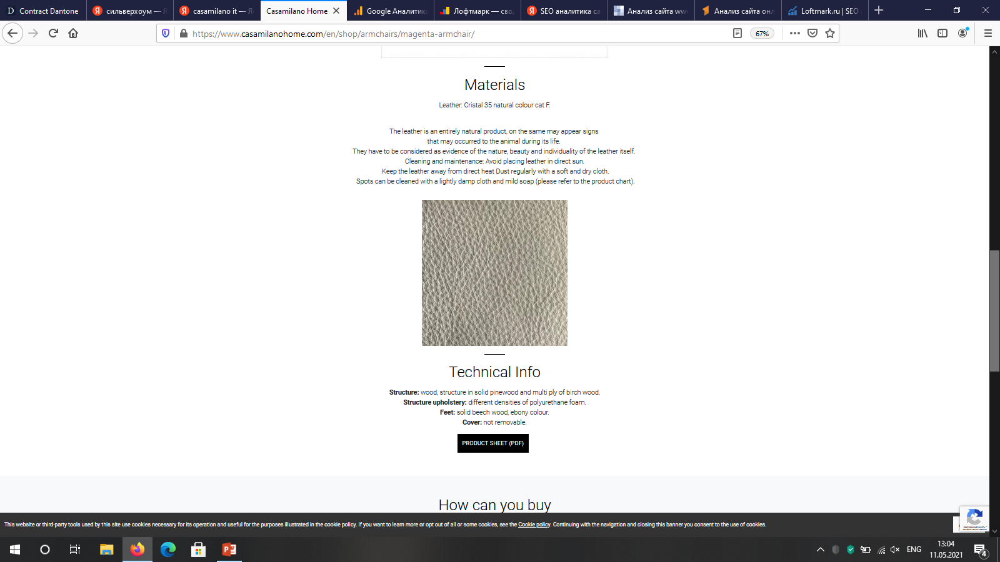 Contract Dantone
сильверхоум — Я
casamilano it — Я
Casamilano Home
Google Аналитика
Лофтмарк — сво
SEO аналитика са
Анализ сайта www
Анализ сайта онл
Loftmark.ru | SEO
https://www.casamilanohome.com/en/shop/armchairs/magenta-armchair/
67%
Materials
Leather: Cristal 35 natural colour cat F.
The leather is an entirely natural product, on the same may appear signs
that may occurred to the animal during its life.
They have to be considered as evidence of the nature, beauty and individuality of the leather itself.
Cleaning and maintenance: Avoid placing leather in direct sun.
Keep the leather away from direct heat Dust regularly with a soft and dry cloth.
Spots can be cleaned with a lightly damp cloth and mild soap (please refer to the product chart).
Technical Info
Structure: wood, structure in solid pinewood and multi ply of birch wood.
Structure upholstery: different densities of polyurethane foam.
Feet: solid beech wood, ebony colour.
Cover: not removable.
PRODUCT SHEET (PDF)
How can you buy
This website or third-party tools used by this site use cookies necessary for its operation and useful for the purposes illustrated in the cookie policy. If you want to learn more or opt out of all or some cookies, see the Cookie policy. Continuing with the navigation and closing this banner you consent to the use of cookies.
ENG
13:04
11.05.2021
4